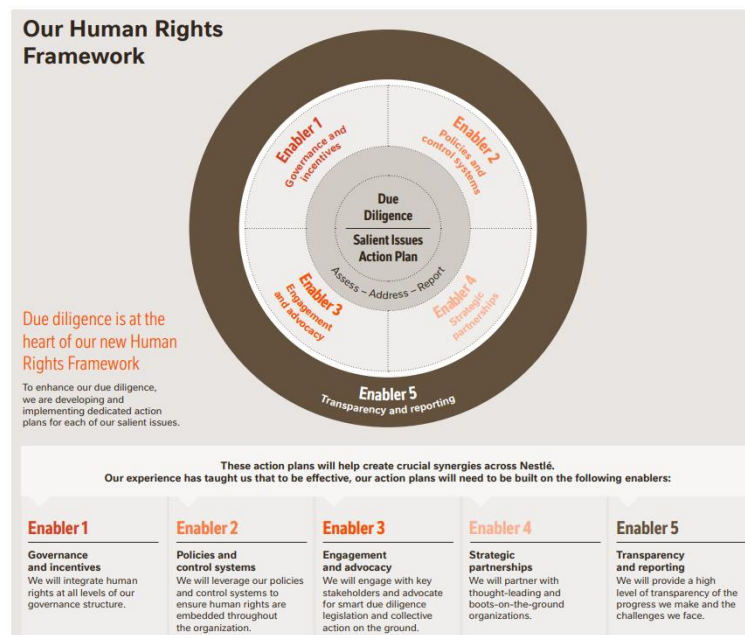 Our Human Rights
Framework
Enabler 1
Governance and
incentives
Enabler 2
Policies and
control systems
Due
Diligence
Salient Issues
Action Plan
Assess – Address – Report
Enabler 3
Engagement
and advocacy
Enabler 4
Strategic
partnerships
Enabler 5
Transparency and reporting
Due diligence is at the
heart of our new Human
Rights Framework
To enhance our due diligence,
we are developing and
implementing dedicated action
plans for each of our salient issues.
These action plans will help create crucial synergies across Nestlé.
Our experience has taught us that to be effective, our action plans will need to be built on the following enablers:
Enabler 1
Governance
and incentives
We will integrate human
rights at all levels of our
governance structure.
Enabler 2
Policies and
control systems
We will leverage our policies
and control systems to
ensure human rights are
embedded throughout
the organization.
Enabler 3
Engagement
and advocacy
We will engage with key
stakeholders and advocate
for smart due diligence
legislation and collective
action on the ground.
Enabler 4
Strategic
partnerships
We will partner with
thought-leading and
boots-on-the-ground
organizations.
Enabler 5
Transparency
and reporting
We will provide a high
level of transparency of the
progress we make and the
challenges we face.